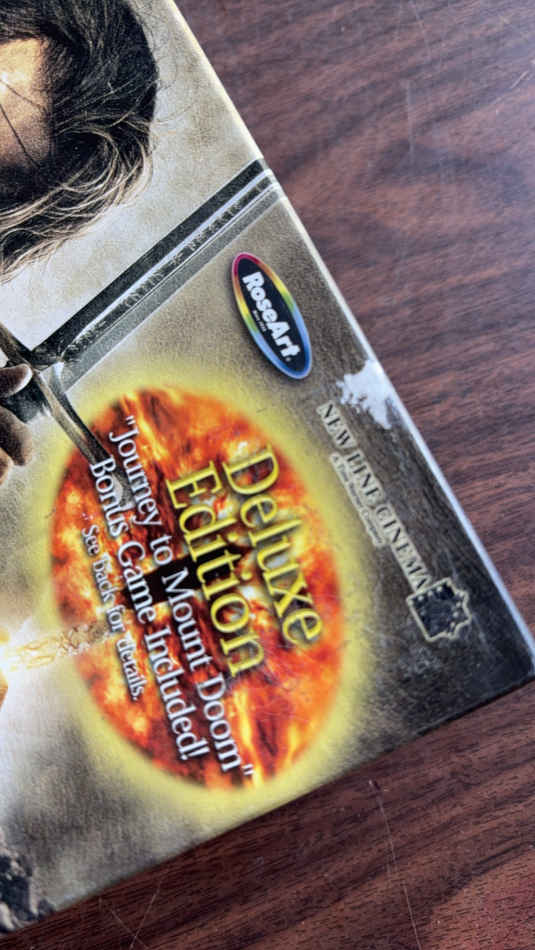 RoseArt
NEW LINE CINEMA
Deluxe
Edition
"Journey to Mount Doom"
Bonus Game Included!
See back for details.